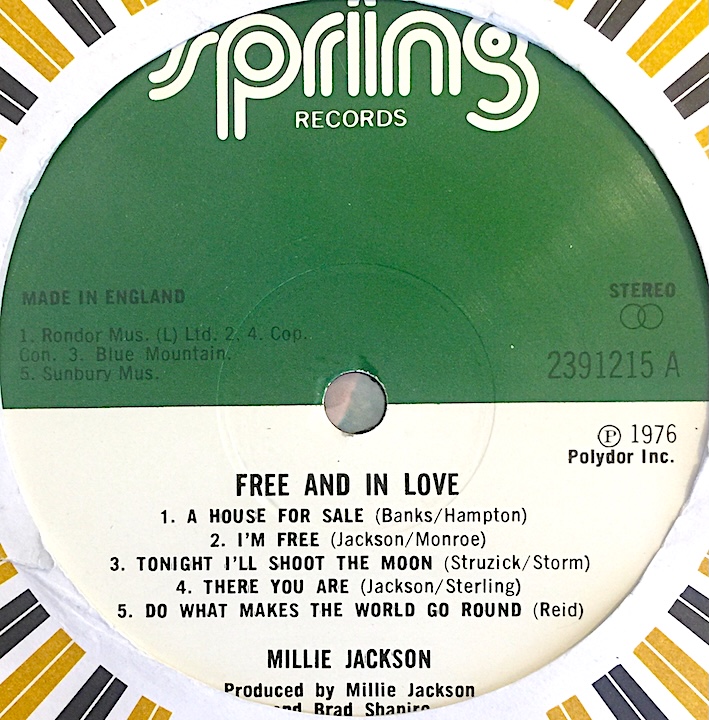 spring
RECORDS
MADE IN ENGLAND
STEREO
1. Rondor Mus. (L) Ltd. 2. 4. Cop.
Con. 3. Blue Mountain.
5. Sunbury Mus.
2391215 A
Ⓟ 1976
Polydor Inc.
FREE AND IN LOVE
1. A HOUSE FOR SALE (Banks/Hampton)
2. I'M FREE (Jackson/Monroe)
3. TONIGHT I'LL SHOOT THE MOON (Struzick/Storm)
4. THERE YOU ARE (Jackson/Sterling)
5. DO WHAT MAKES THE WORLD GO ROUND (Reid)
MILLIE JACKSON
Produced by Millie Jackson
and Brad Shapiro